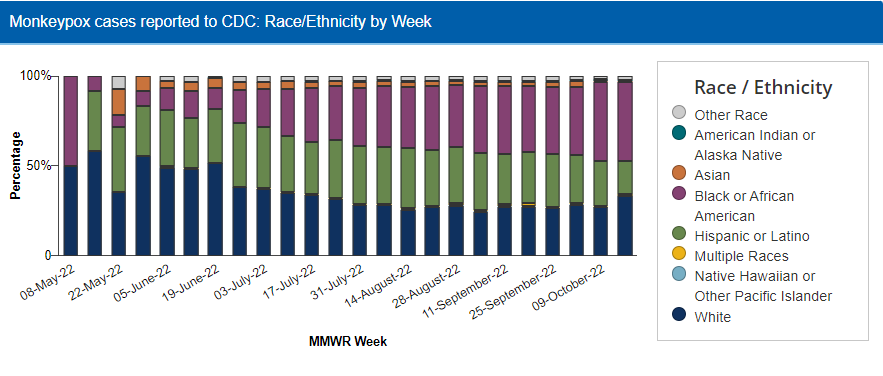 Monkeypox cases reported to CDC: Race/Ethnicity by Week
100%
50%
0
Percentage
08-May-22
22-May-22
05-June-22
19-June-22
03-July-22
17-July-22
31-July-22
14-August-22
28-August-22
11-September-22
25-September-22
09-October-22
MMWR Week
Race / Ethnicity
Other Race
American Indian or
Alaska Native
Asian
Black or African
American
Hispanic or Latino
Multiple Races
Native Hawaiian or
Other Pacific Islander
White